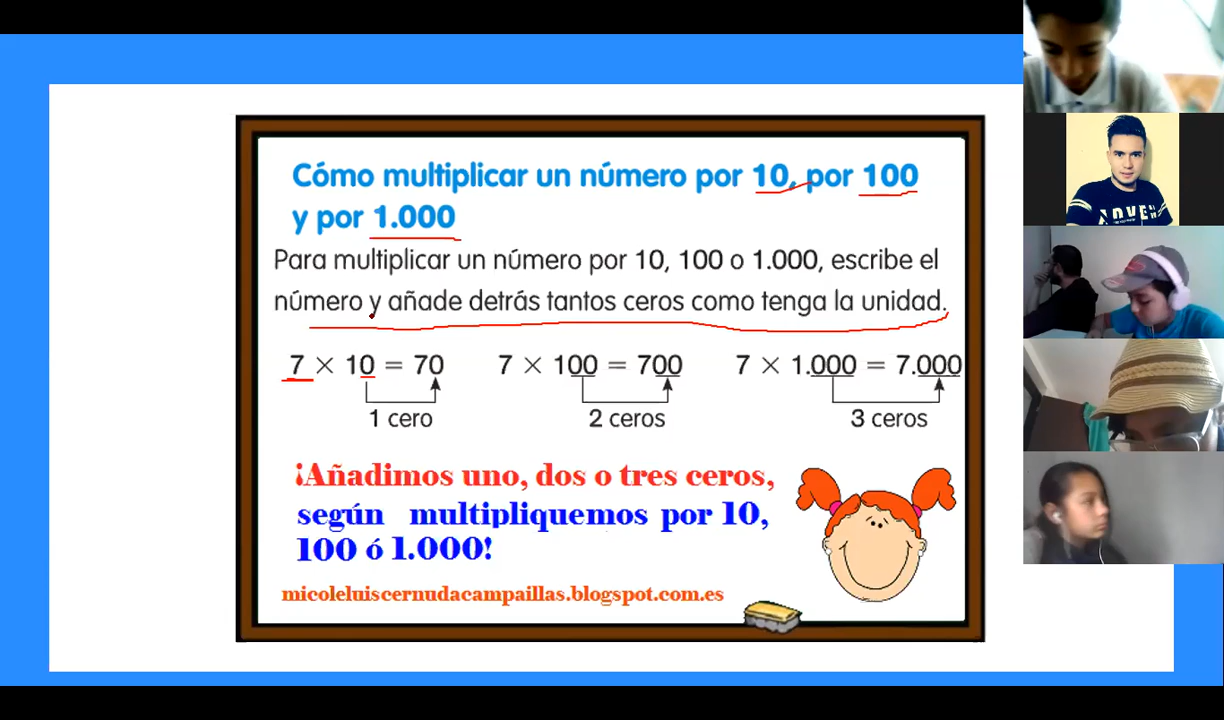 Cómo multiplicar un número por 10, por 100
y por 1.000
Para multiplicar un número por 10, 100 o 1.000, escribe el
número y añade detrás tantos ceros como tenga la unidad.
7 × 10 = 70 7 × 100 = 700 7 × 1.000 = 7.000
1 cero 2 ceros 3 ceros
¡Añadimos uno, dos o tres ceros,
según multipliquemos por 10,
100 ó 1.000!
micoleluiscernudacampaillas.blogspot.com.es